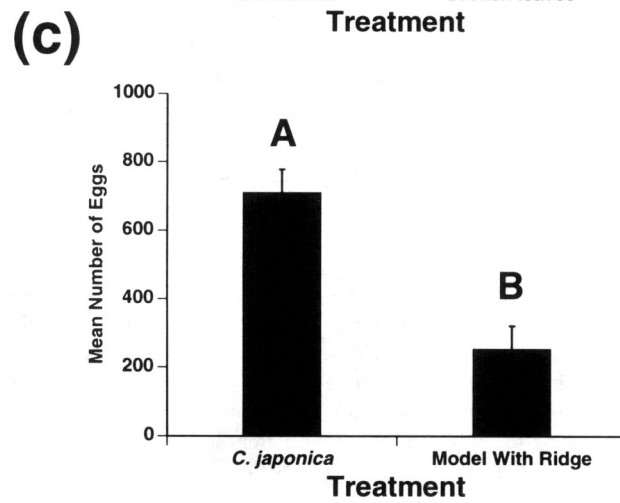 Treatment
(c)
1000
A
800
600
B
400
200
0
Mean Number of Eggs
C. japonica Model With Ridge
Treatment